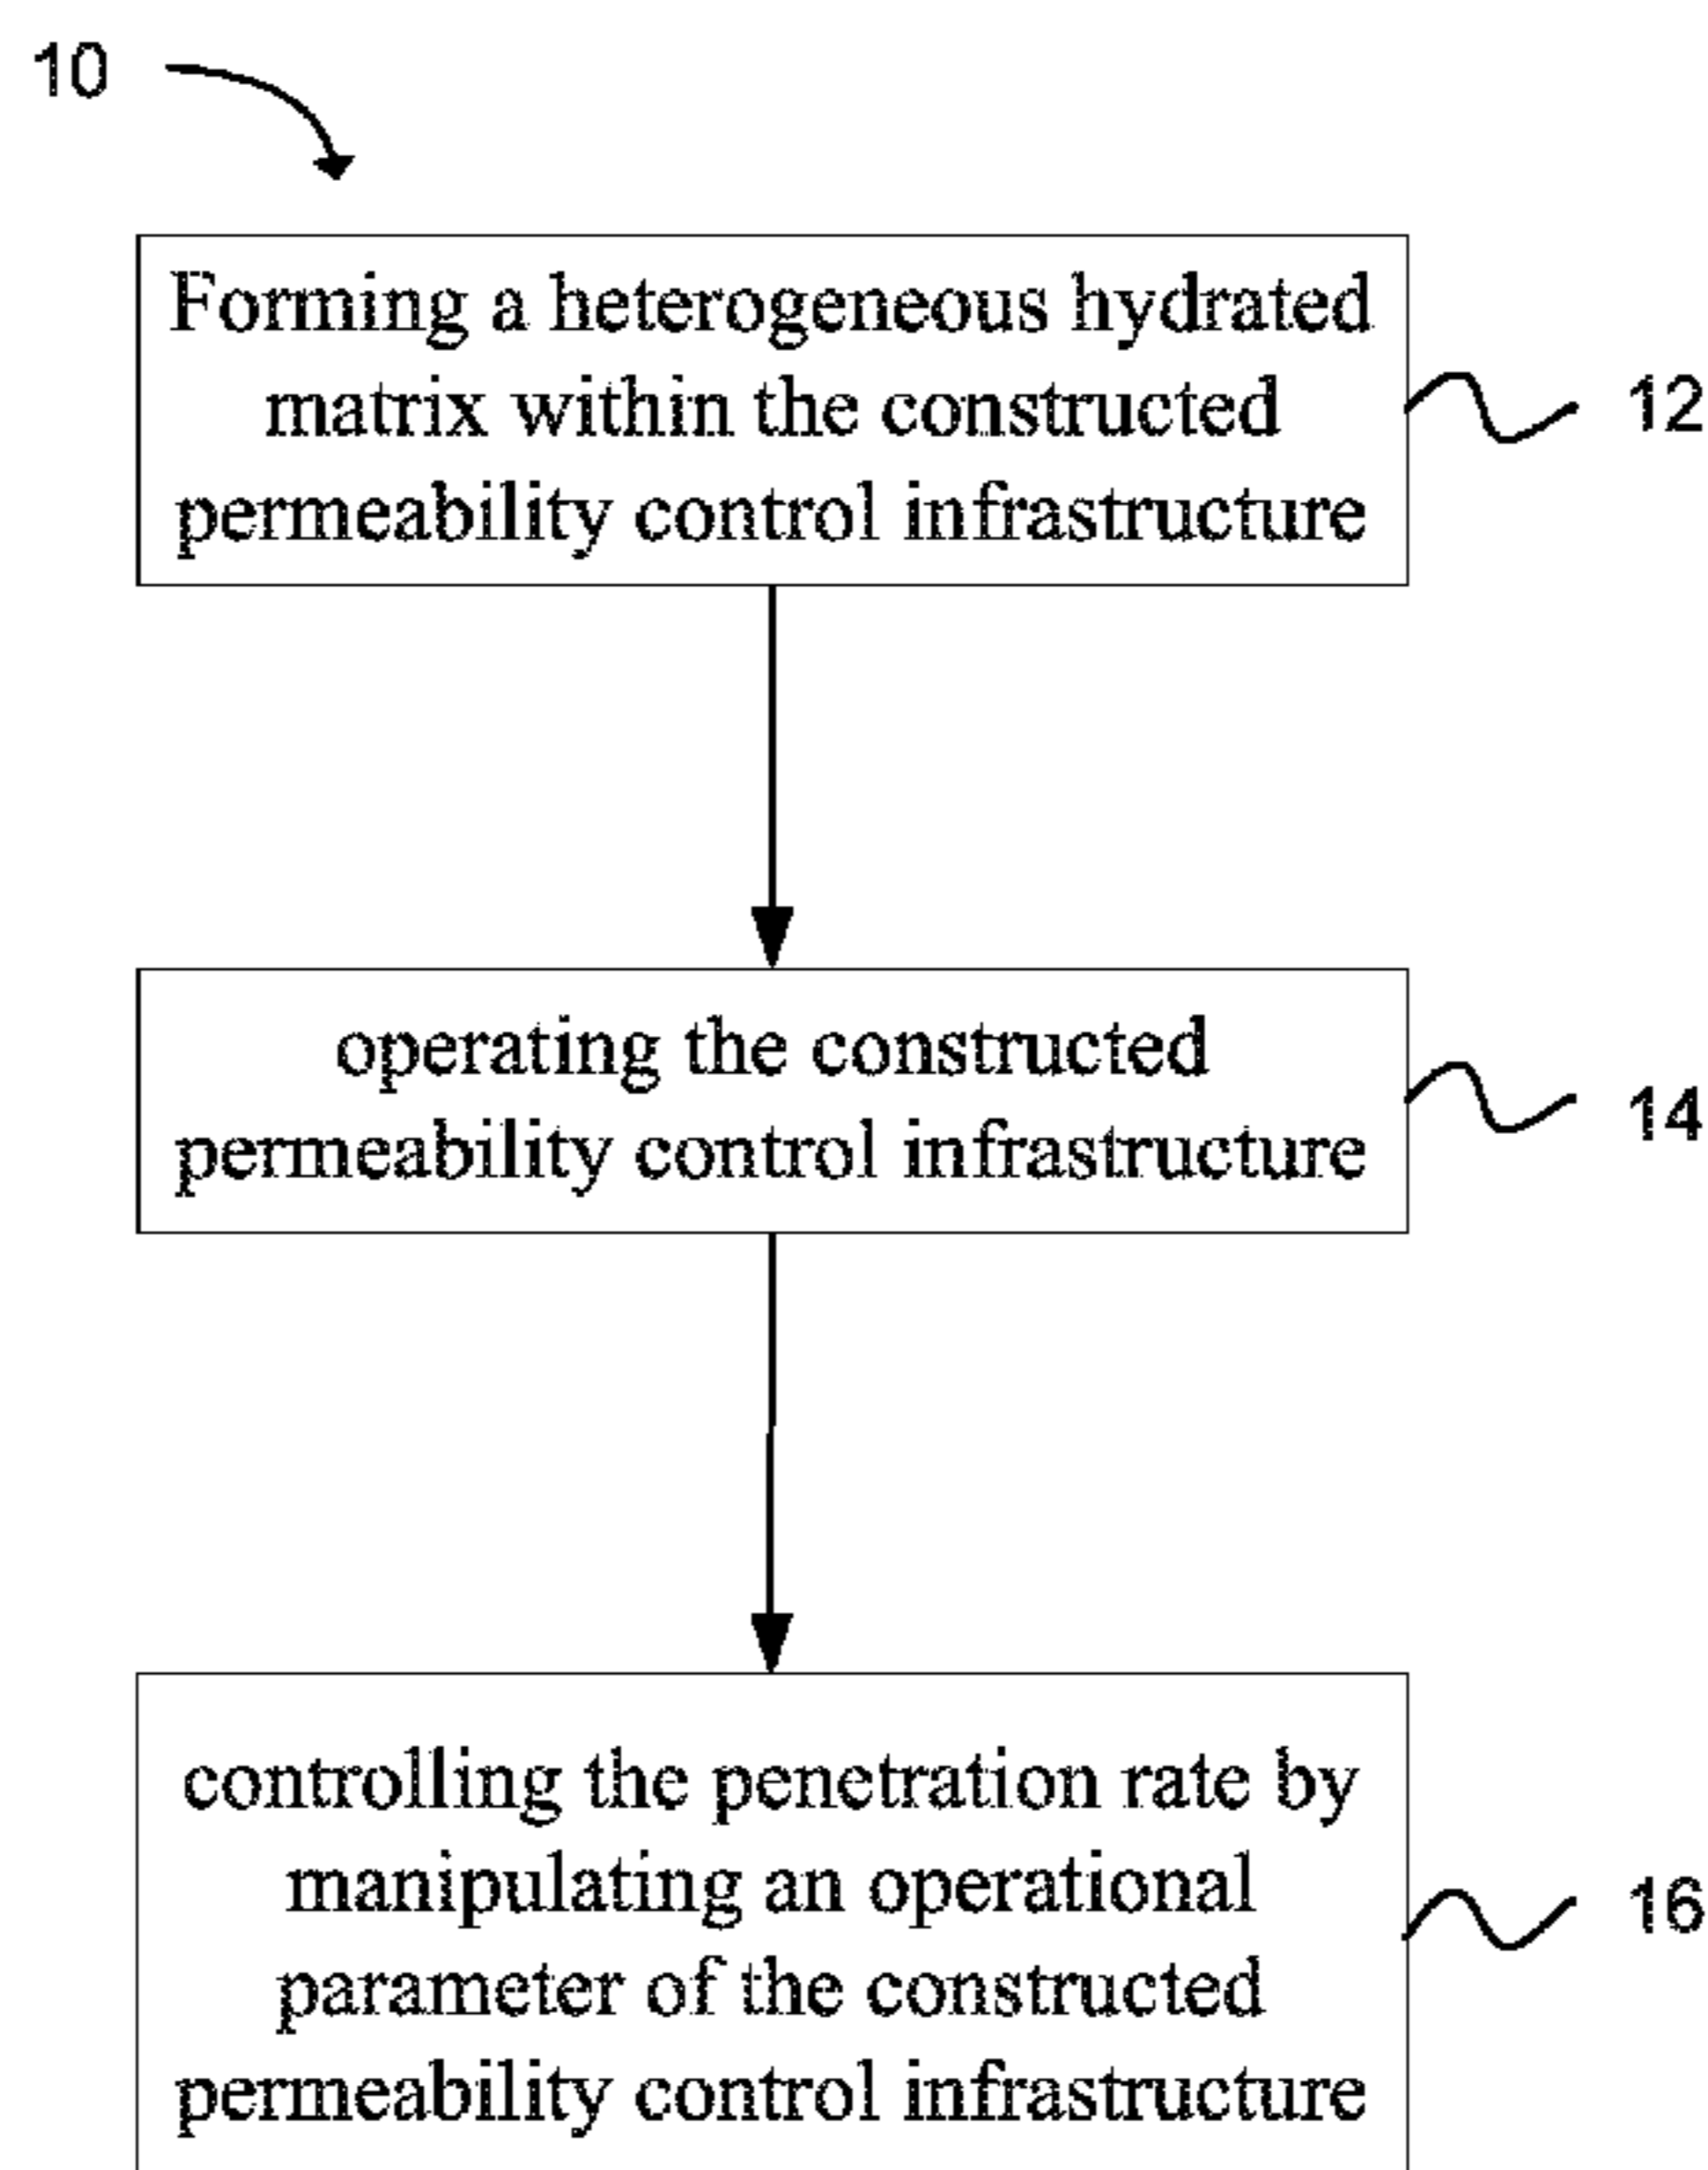 10
Forming a heterogeneous hydrated
matrix within the constructed
permeability control infrastructure
12
operating the constructed
permeability control infrastructure
14
controlling the penetration rate by
manipulating an operational
parameter of the constructed
permeability control infrastructure
16